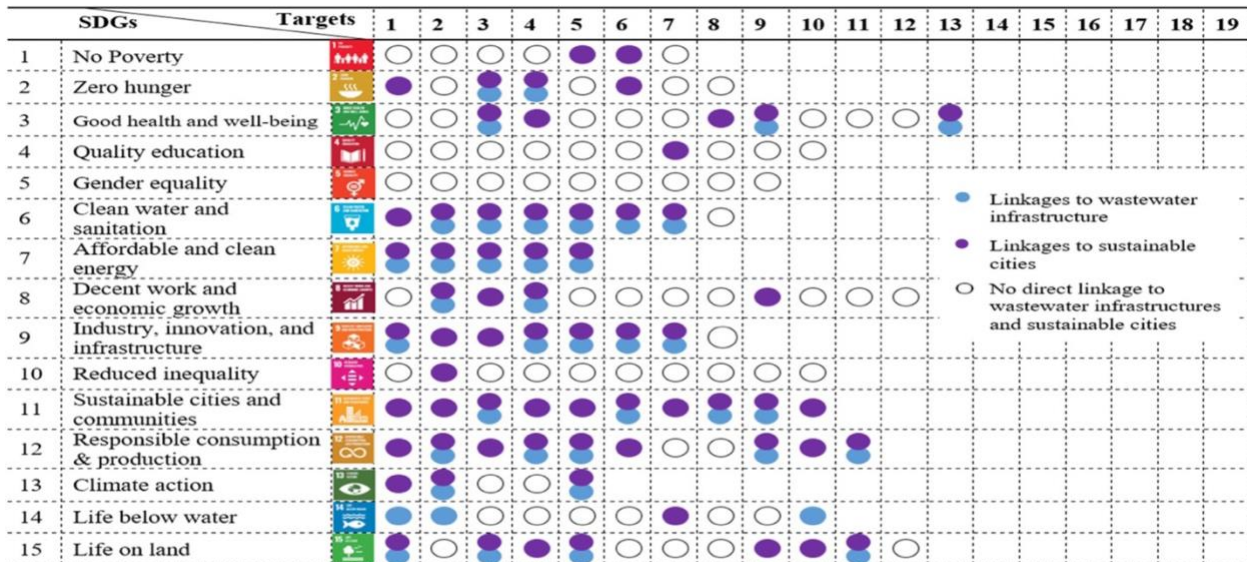 SDGs Targets 1 2 3 4 5 6 7 8 9 10 11 12 13 14 15 16 17 18 19
1 No Poverty
2 Zero hunger
3 Good health and well-being
4 Quality education
5 Gender equality
6 Clean water and
sanitation
7 Affordable and clean
energy
8 Decent work and
economic growth
9 Industry, innovation, and
infrastructure
10 Reduced inequality
11 Sustainable cities and
communities
12 Responsible consumption
& production
13 Climate action
14 Life below water
15 Life on land
Linkages to wastewater
infrastructure
Linkages to sustainable
cities
No direct linkage to
wastewater infrastructures
and sustainable cities